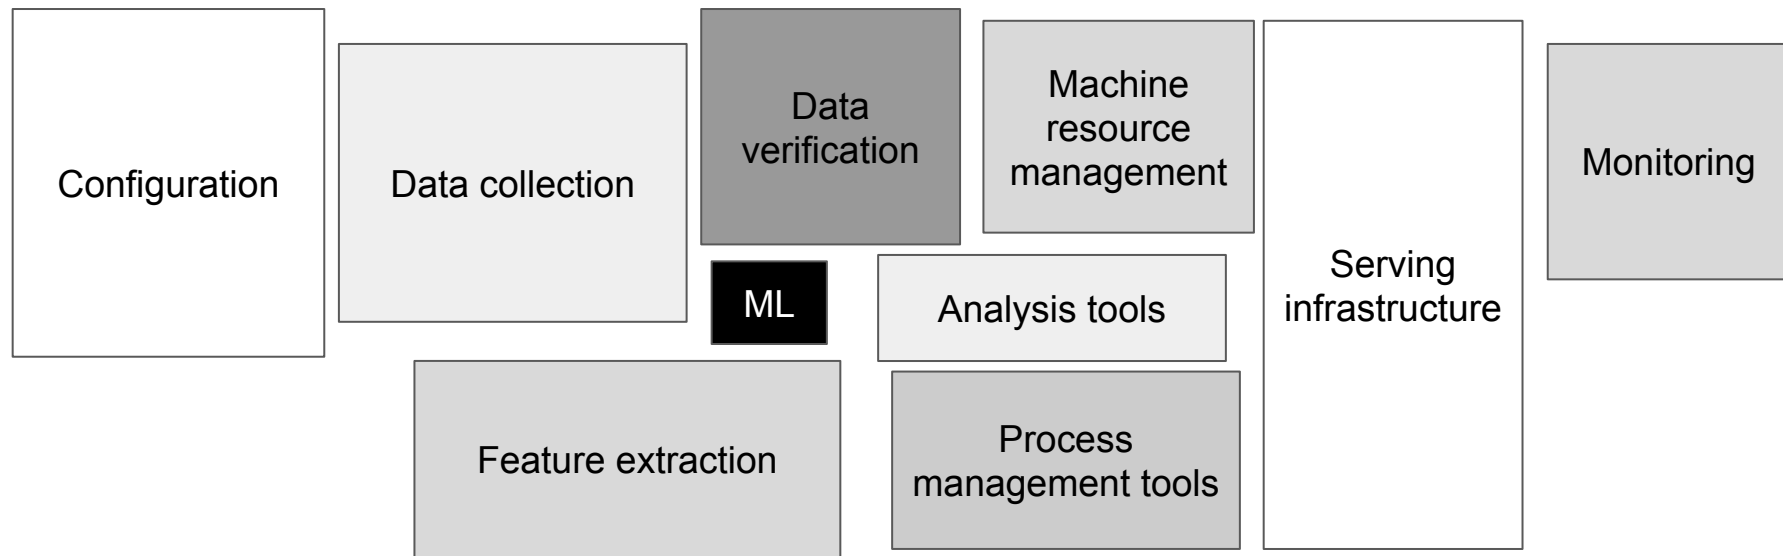 Configuration
Data collection
Data
verification
Machine
resource
management
Monitoring
ML
Analysis tools
Serving
infrastructure
Feature extraction
Process
management tools